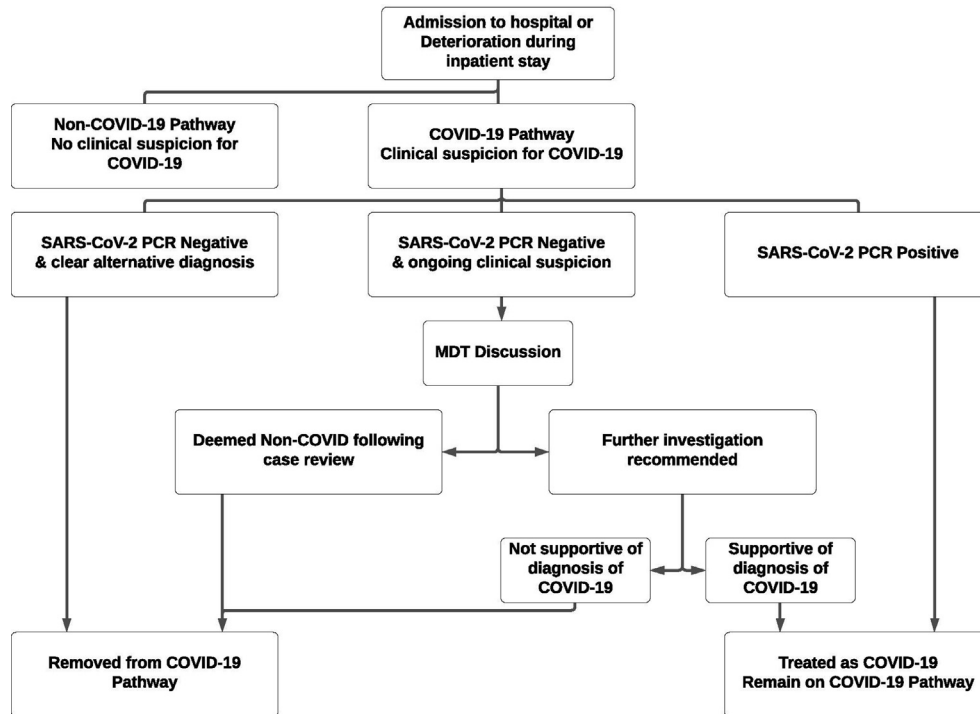 Admission to hospital or
Deterioration during
inpatient stay
Non-COVID-19 Pathway
No clinical suspicion for
COVID-19
COVID-19 Pathway
Clinical suspicion for COVID-19
SARS-CoV-2 PCR Negative
& clear alternative diagnosis
SARS-CoV-2 PCR Negative
& ongoing clinical suspicion
SARS-CoV-2 PCR Positive
MDT Discussion
Deemed Non-COVID following
case review
Further investigation
recommended
Not supportive of
diagnosis of
COVID-19
Supportive of
diagnosis of
COVID-19
Removed from COVID-19
Pathway
Treated as COVID-19
Remain on COVID-19 Pathway